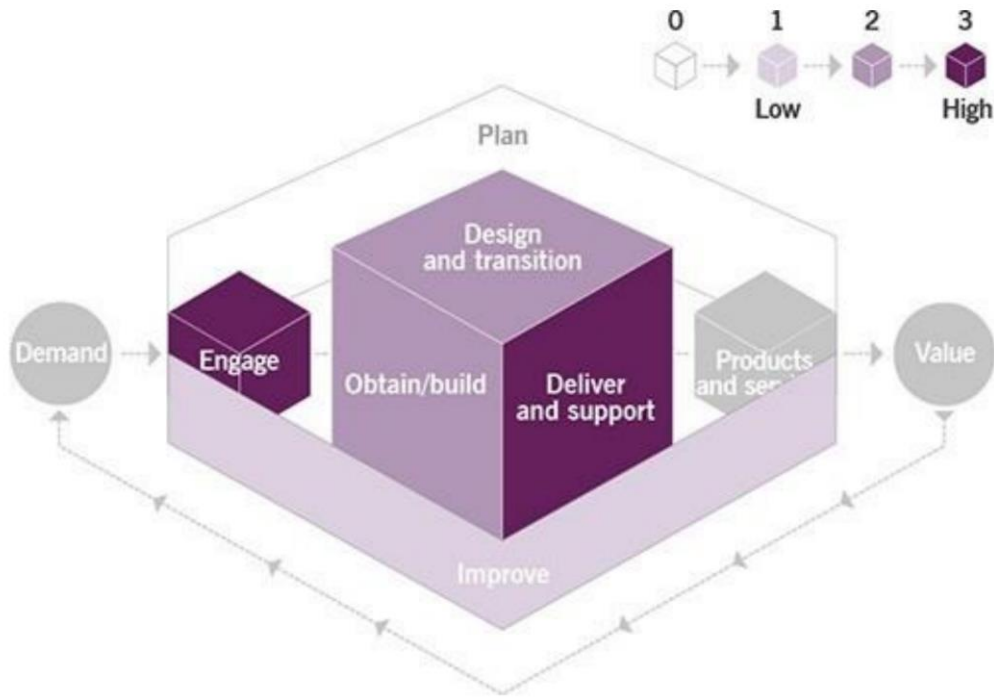 0 1 2 3
Low High
Plan
Design
and transition
Demand
Engage
Obtain/build
Deliver
and support
Products
and
Value
Improve